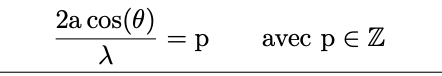 2a cos(θ)/λ = p avec p ∈ ℤ